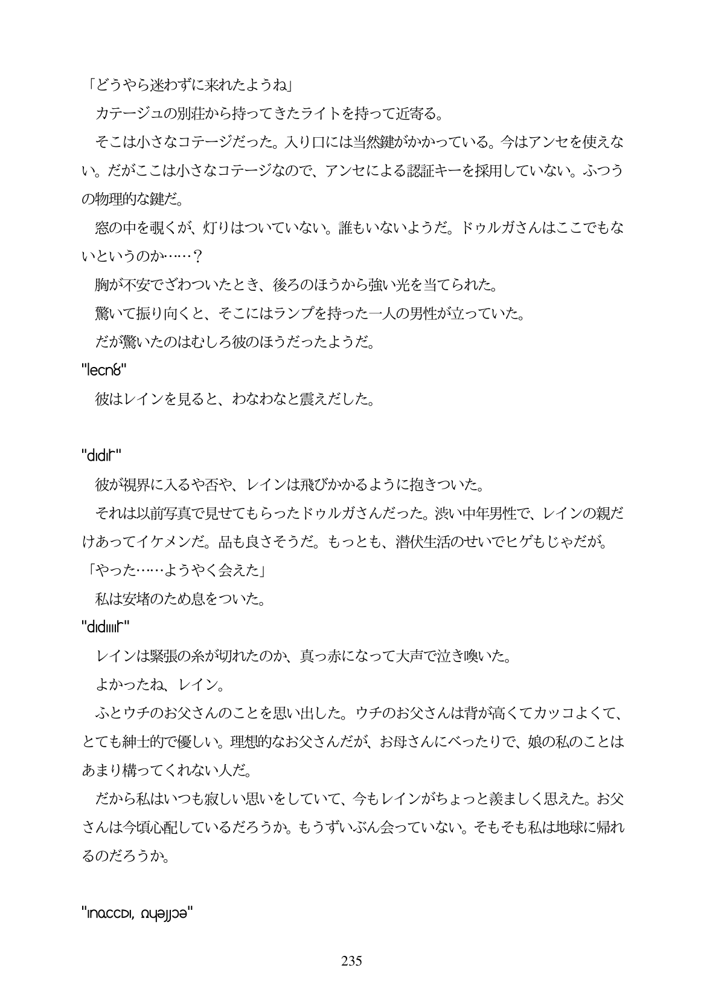 「どうやら迷わずに来れたようね」
カテージュの別荘から持ってきたライトを持って近寄る。
そこは小さなコテージだった。入り口には当然鍵がかかっている。今はアンセを使えな
い。だがここは小さなコテージなので、アンセによる認証キーを採用していない。ふつう
の物理的な鍵だ。
窓の中を覗くが、灯りはついていない。誰もいないようだ。ドゥルガさんはここでもな
いというのか……？
胸が不安でざわついたとき、後ろのほうから強い光を当てられた。
驚いて振り向くと、そこにはランプを持った一人の男性が立っていた。
だが驚いたのはむしろ彼のほうだったようだ。
彼はレインを見ると、わなわなと震えだした。
彼が視界に入るや否や、レインは飛びかかるように抱きついた。
それは以前写真で見せてもらったドゥルガさんだった。渋い中年男性で、レインの親だ
けあってイケメンだ。品も良さそうだ。もっとも、潜伏生活のせいでヒゲもじゃだが。
「やった……ようやく会えた」
私は安堵のため息をついた。
レインは緊張の糸が切れたのか、真っ赤になって大声で泣き喚いた。
よかったね、レイン。
ふとウチのお父さんのことを思い出した。ウチのお父さんは背が高くてカッコよくて、
とても紳士的で優しい。理想的なお父さんだが、お母さんにべったりで、娘の私のことは
あまり構ってくれない人だ。
だから私はいつも寂しい思いをしていて、今もレインがちょっと羨ましく思えた。お父
さんは今頃心配しているだろうか。もうずいぶん会っていない。そもそも私は地球に帰れ
るのだろうか。
235